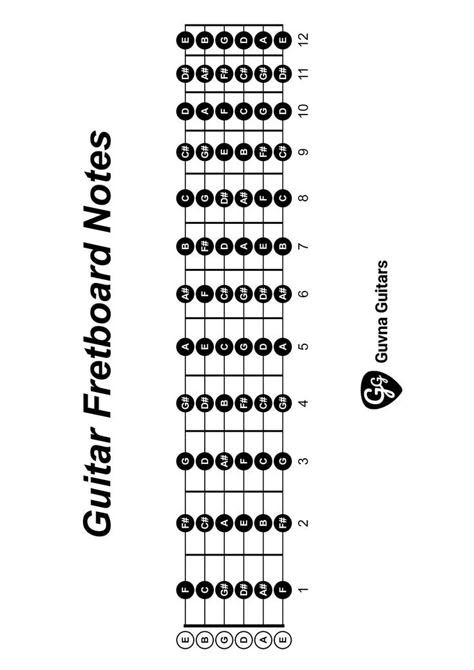 Guitar Fretboard Notes
E F F# G G# A A# B C C# D D# E
B C C# D D# E F F# G G# A A# B
G G# A A# B C C# D D# E F F# G
D D# E F F# G G# A A# B C C# D
A A# B C C# D D# E F F# G G# A
E F F# G G# A A# B C C# D D# E
1 2 3 4 5 6 7 8 9 10 11 12
GG Guvna Guitars